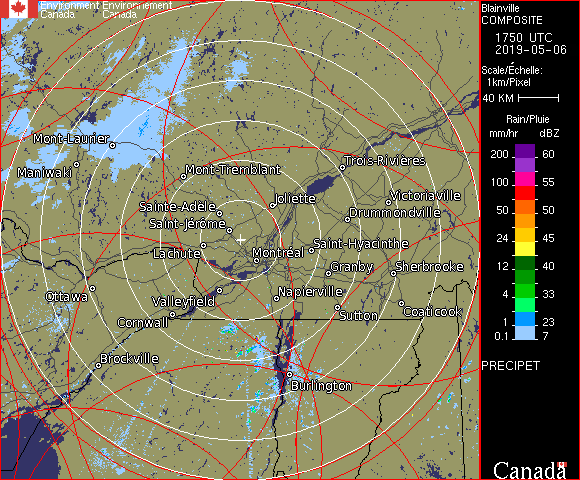 Environment Environnement
Canada Canada
Blainville
COMPOSITE
1750 UTC
2019-05-06
Scale/Échelle:
1km/Pixel
40 KM
Rain/Pluie
mm/hr dBZ
200 60
100 55
50 50
24 45
12 40
4 33
1 23
0.1 7
PRECIPET
Canada
Mont-Laurier
Maniwaki
Mont-Tremblant
Trois-Rivières
Joliette
Victoriaville
Sainte-Adèle
Drummondville
Saint-Jérôme
Lachute
Montréal
Saint-Hyacinthe
Granby
Sherbrooke
Ottawa
Valleyfield
Napierville
Cornwall
Sutton
Coaticook
Brockville
Burlington